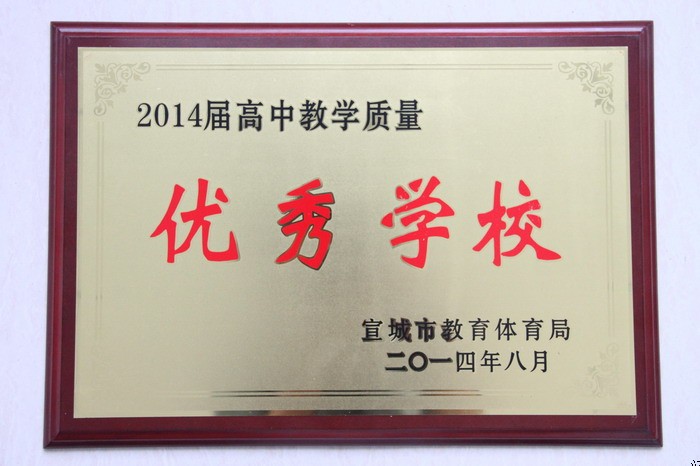 2014届高中教学质量
优秀学校
宣城市教育体育局
二〇一四年八月